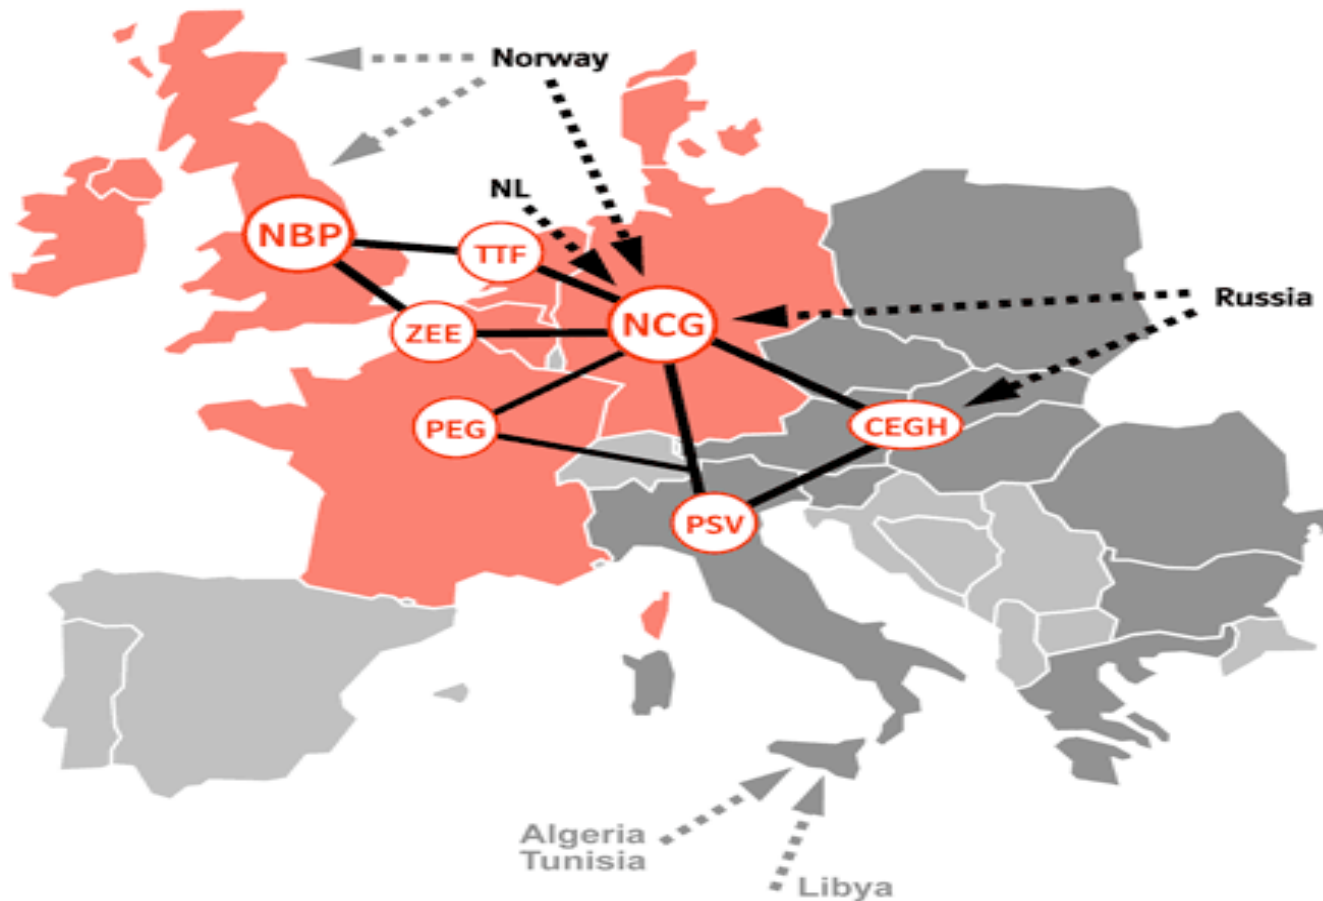 Norway
NL
NBP
TTF
Russia
NCG
ZEE
PEG
CEGH
PSV
Algeria
Tunisia
Libya